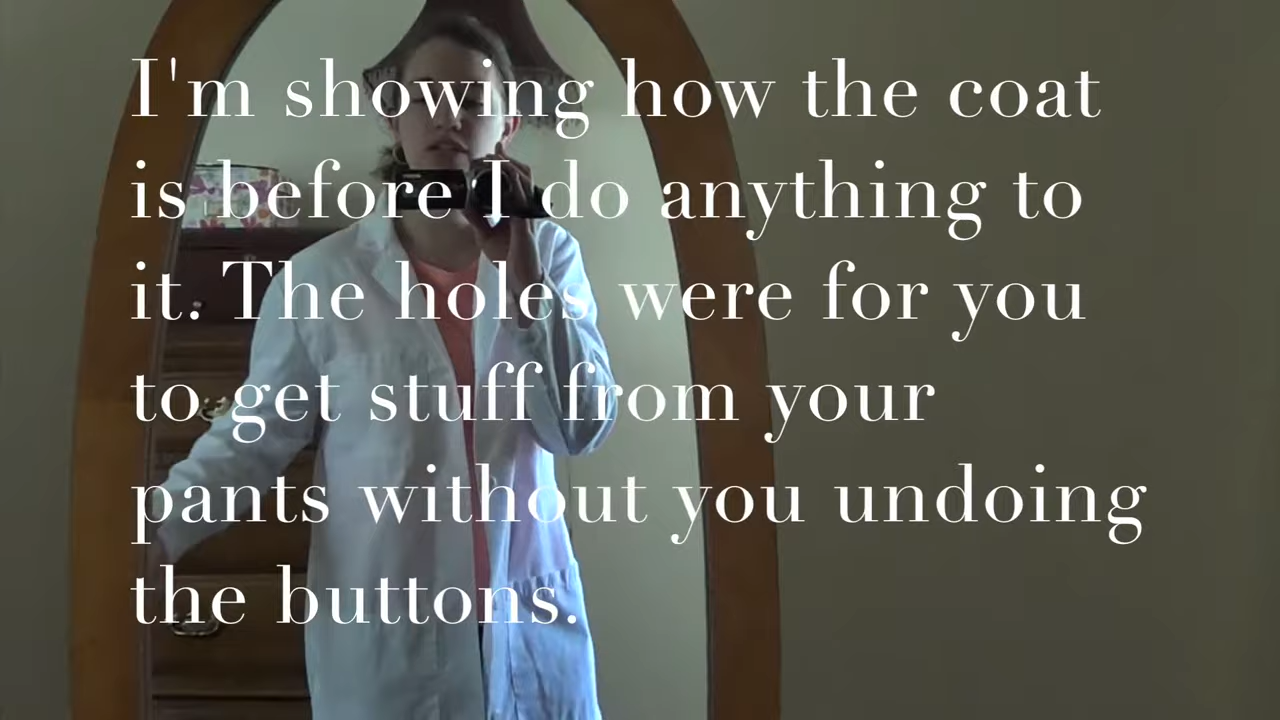 I'm showing how the coat
is before I do anything to
it. The holes were for you
to get stuff from your
pants without you undoing
the buttons.